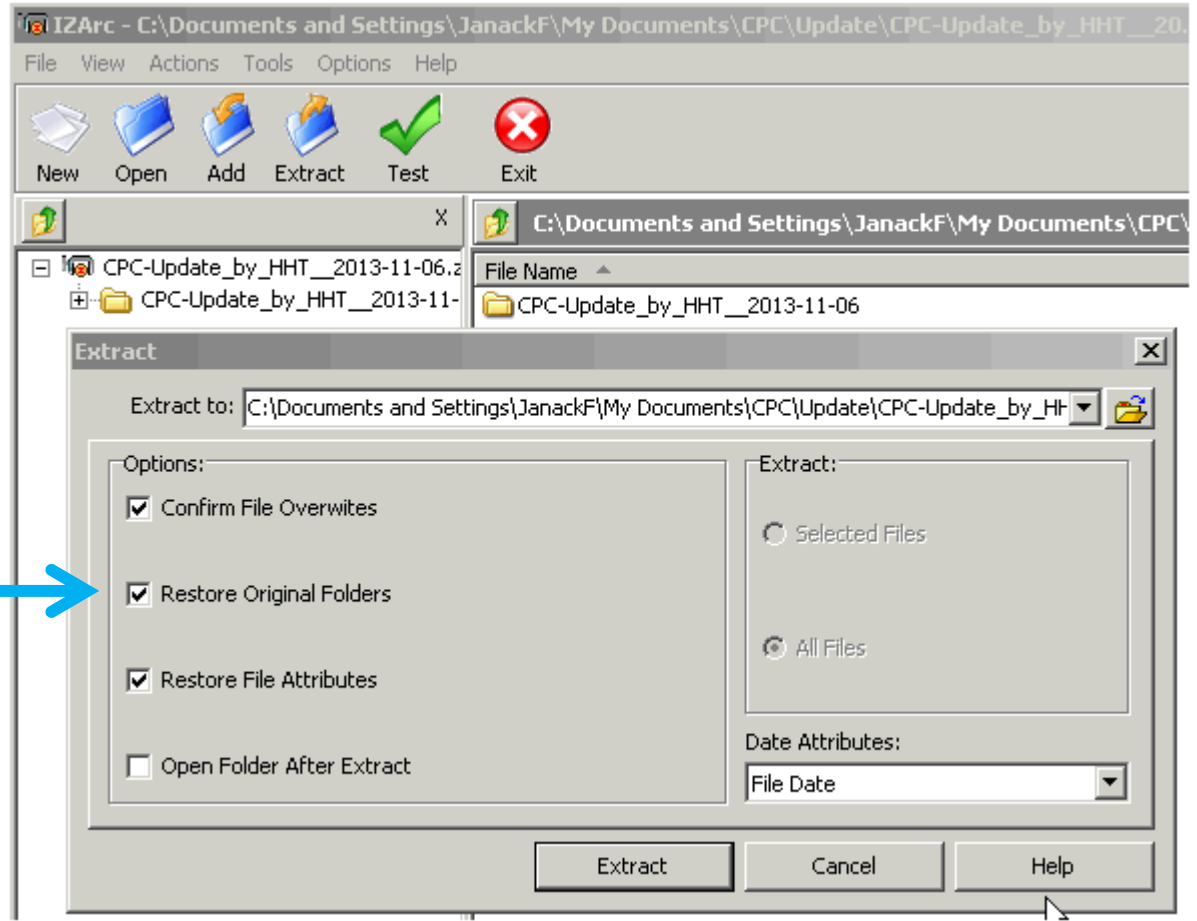 IZArc - C:\Documents and Settings\JanackF\My Documents\CPC\Update\CPC-Update_by_HHT__20.
File View Actions Tools Options Help
New Open Add Extract Test Exit
X C:\Documents and Settings\JanackF\My Documents\CPC\
CPC-Update_by_HHT__2013-11-06.z File Name
CPC-Update_by_HHT__2013-11- CPC-Update_by_HHT__2013-11-06
Extract
Extract to: C:\Documents and Settings\JanackF\My Documents\CPC\Update\CPC-Update_by_HH
Options: Extract:
Confirm File Overwites
Selected Files
Restore Original Folders
All Files
Restore File Attributes
Date Attributes:
Open Folder After Extract
File Date
Extract Cancel Help